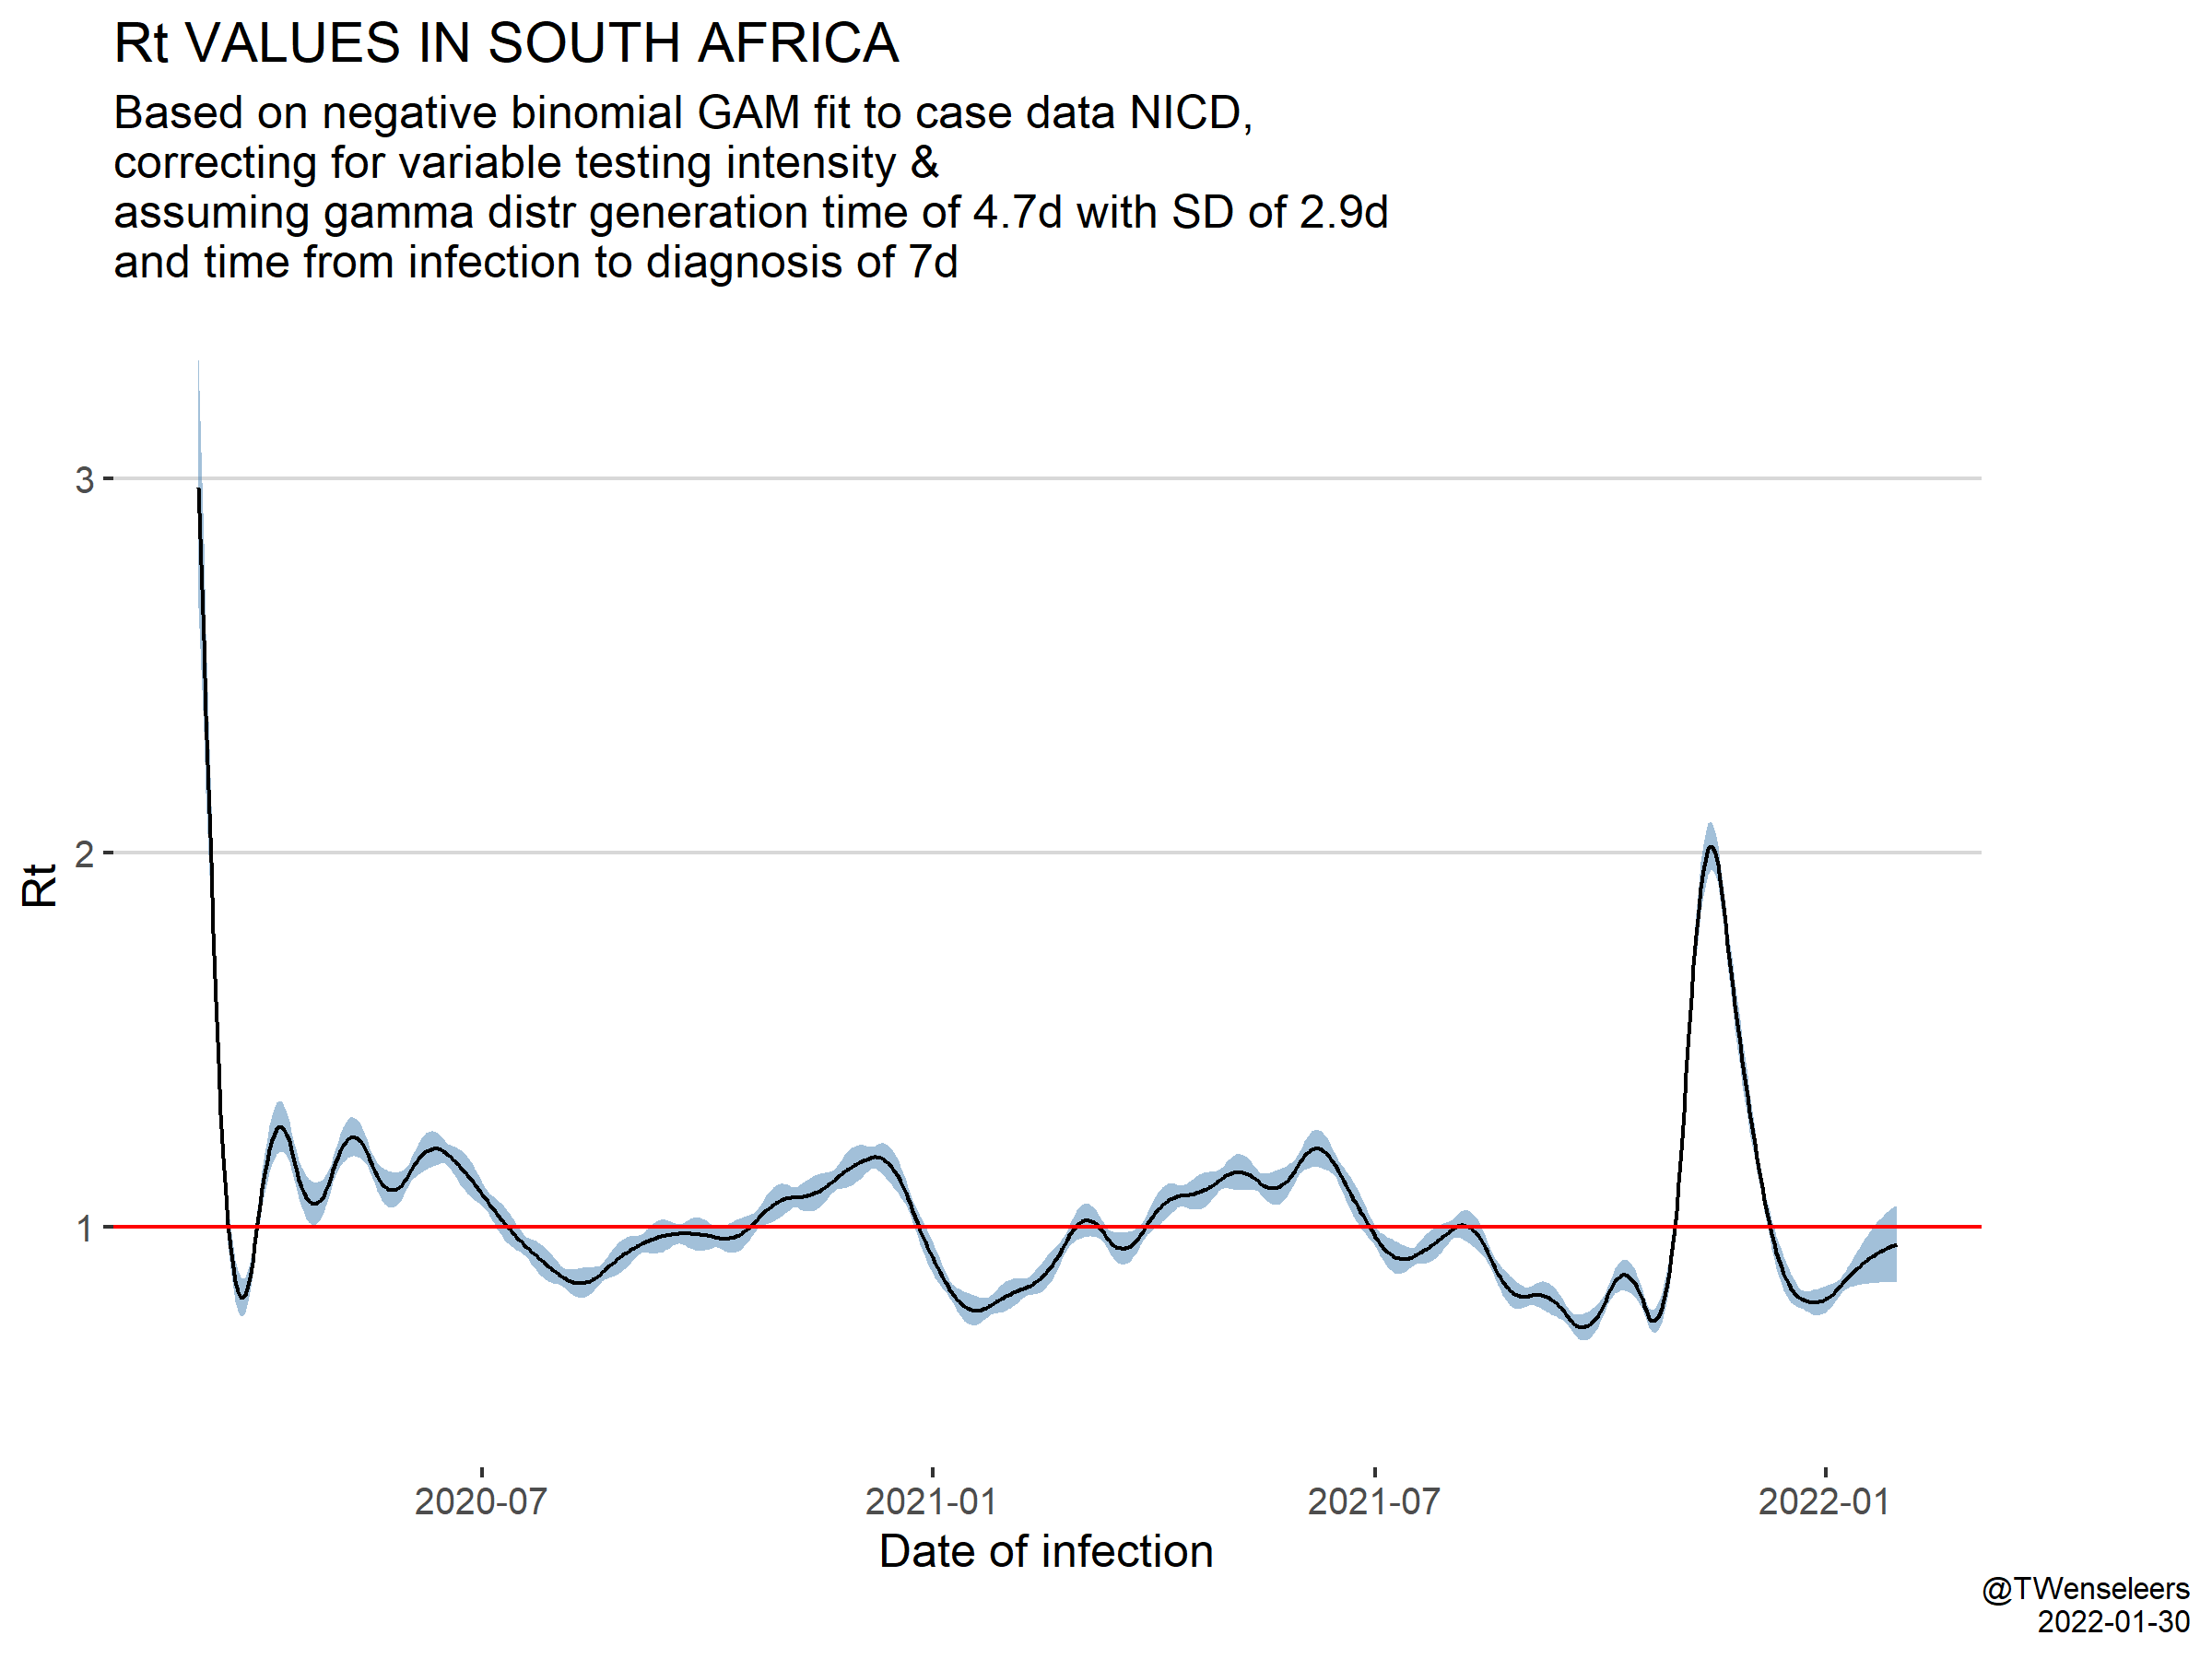 Rt VALUES IN SOUTH AFRICA
Based on negative binomial GAM fit to case data NICD,
correcting for variable testing intensity &
assuming gamma distr generation time of 4.7d with SD of 2.9d
and time from infection to diagnosis of 7d
3
2
1
Rt
2020-07
2021-01
2021-07
2022-01
Date of infection
@TWenseleers
2022-01-30